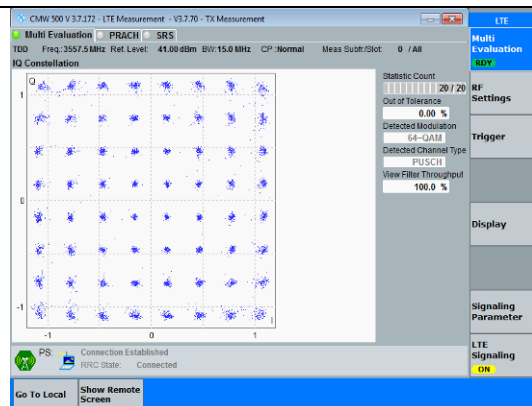 CMW 500 V 3.7.172 - LTE Measurement - V3.7.70 - TX Measurement
LTE
Multi Evaluation PRACH SRS
Multi
Evaluation
RDY
TDD Freq.:3557.5 MHz Ref. Level: 41.00 dBm BW:15.0 MHz CP :Normal Meas Subfr/Slot: 0 / All
IQ Constellation
Q
1
0
-1
-1 0 1
I
Statistic Count
20 / 20
Out of Tolerance
0.00 %
Detected Modulation
64-QAM
Detected Channel Type
PUSCH
View Filter Throughput
100.0 %
RF
Settings
Trigger
Display
Signaling
Parameter
LTE
Signaling
ON
PS: Connection Established
RRC State: Connected
Go To Local
Show Remote
Screen